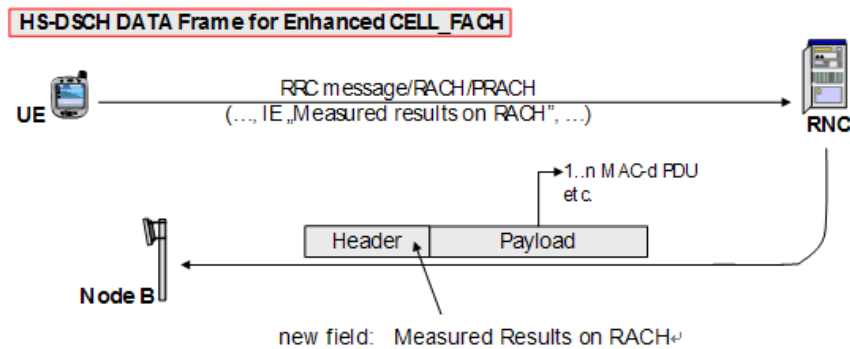 HS-DSCH DATA Frame for Enhanced CELL_FACH
RRC message/RACH/PRACH
(…, IE „Measured results on RACH”, …)
UE
RNC
1..n MAC-d PDU
etc.
Header
Payload
Node B
new field: Measured Results on RACH↵